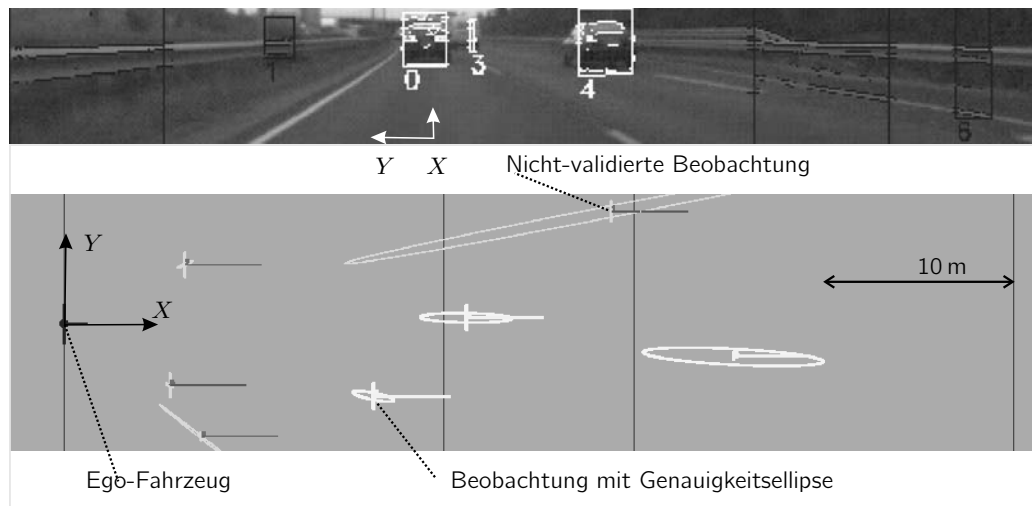 1
0
3
4
6
Y X
Nicht-validierte Beobachtung
Y
10 m
X
Ego-Fahrzeug
Beobachtung mit Genauigkeitsellipse